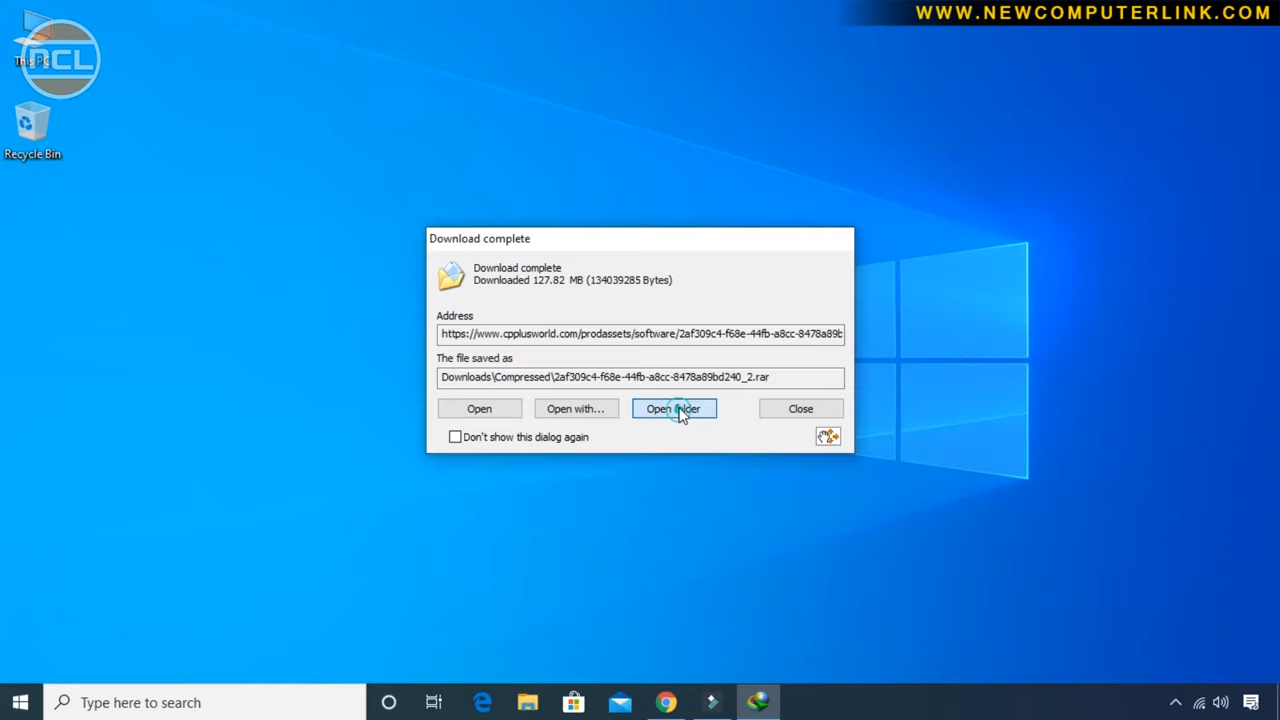 WWW.NEWCOMPUTERLINK.COM
This PC
NCL
Recycle Bin
Download complete
Download complete
Downloaded 127.82 MB (134039285 Bytes)
Address
https://www.cpplusworld.com/prodassets/software/2af309c4-f68e-44fb-a8cc-8478a89b
The file saved as
Downloads\Compressed\2af309c4-f68e-44fb-a8cc-8478a89bd240_2.rar
Open
Open with...
Open folder
Close
Don't show this dialog again
Type here to search